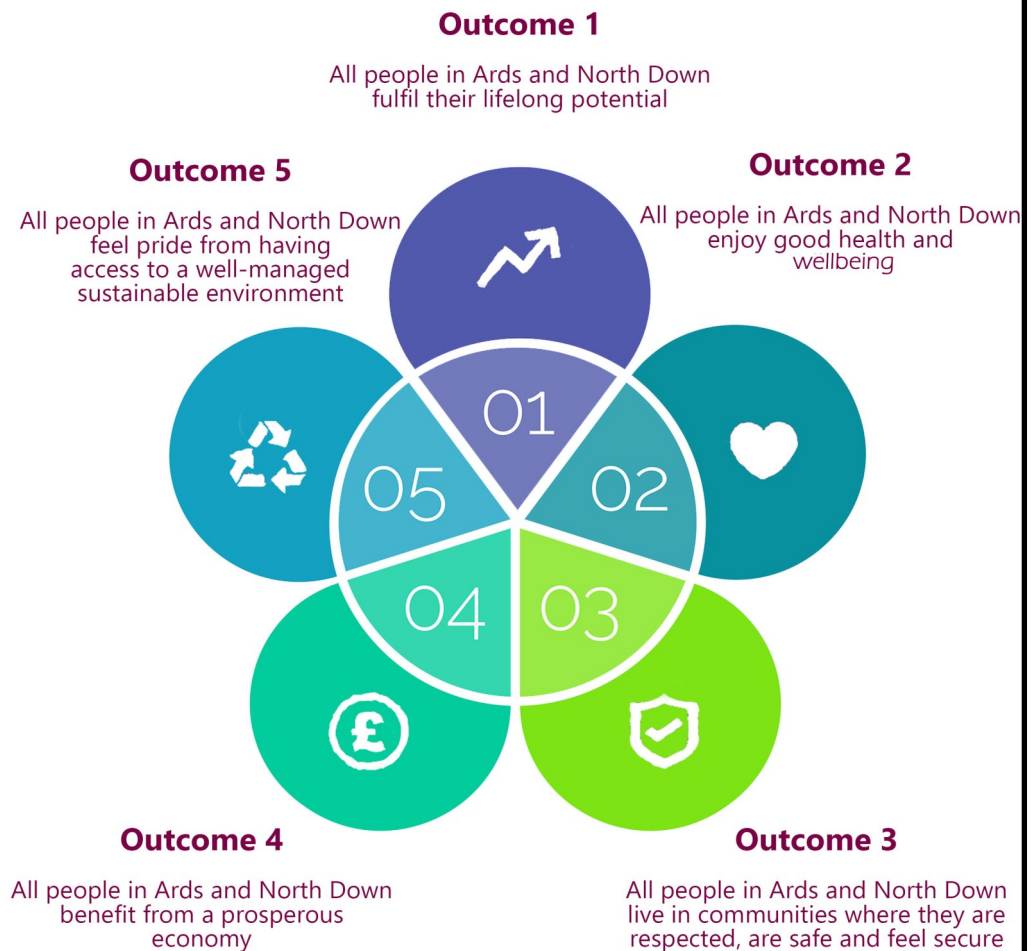 Outcome 1
All people in Ards and North Down
fulfil their lifelong potential
Outcome 2
All people in Ards and North Down
enjoy good health and
wellbeing
Outcome 3
All people in Ards and North Down
live in communities where they are
respected, are safe and feel secure
Outcome 4
All people in Ards and North Down
benefit from a prosperous
economy
Outcome 5
All people in Ards and North Down
feel pride from having
access to a well-managed
sustainable environment
01
02
03
04
05
£